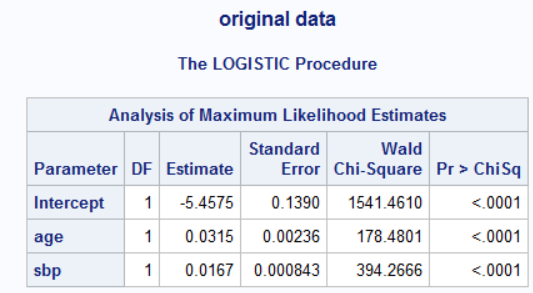 original data
The LOGISTIC Procedure
Analysis of Maximum Likelihood Estimates
Parameter DF Estimate Standard Error Wald Chi-Square Pr > ChiSq
Intercept 1 -5.4575 0.1390 1541.4610 <.0001
age 1 0.0315 0.00236 178.4801 <.0001
sbp 1 0.0167 0.000843 394.2666 <.0001